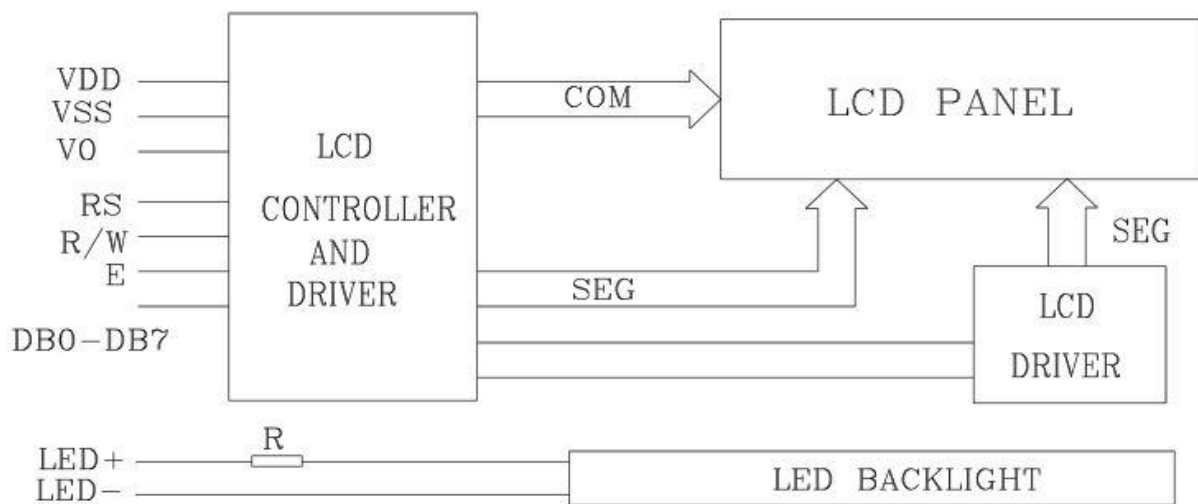 VDD
VSS
VO
RS
R/W
E
DB0-DB7
LCD
CONTROLLER
AND
DRIVER
COM
SEG
LCD PANEL
SEG
LCD
DRIVER
R
LED+
LED-
LED BACKLIGHT